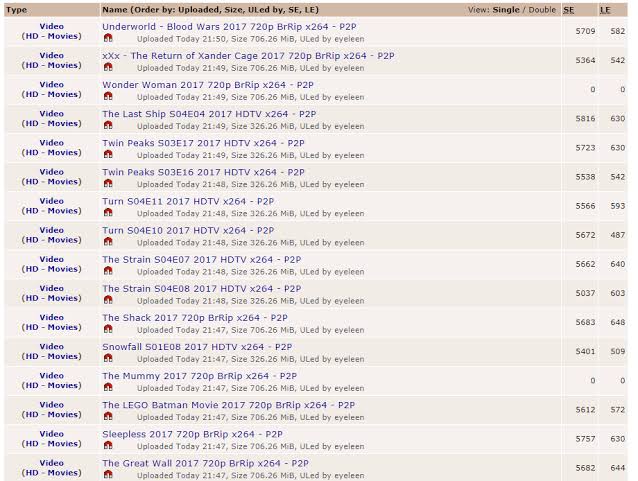 Type Name (Order by: Uploaded, Size, ULed by, SE, LE) View: Single / Double SE LE
Video Underworld - Blood Wars 2017 720p BrRip x264 - P2P
(HD - Movies) Uploaded Today 21:50, Size 706.26 MiB, ULed by eyeleen 5709 582
Video xXx - The Return of Xander Cage 2017 720p BrRip x264 - P2P
(HD - Movies) Uploaded Today 21:49, Size 706.26 MiB, ULed by eyeleen 5364 542
Video Wonder Woman 2017 720p BrRip x264 - P2P
(HD - Movies) Uploaded Today 21:49, Size 706.26 MiB, ULed by eyeleen 0 0
Video The Last Ship S04E04 2017 HDTV x264 - P2P
(HD - Movies) Uploaded Today 21:49, Size 326.26 MiB, ULed by eyeleen 5816 630
Video Twin Peaks S03E17 2017 HDTV x264 - P2P
(HD - Movies) Uploaded Today 21:49, Size 326.26 MiB, ULed by eyeleen 5723 630
Video Twin Peaks S03E16 2017 HDTV x264 - P2P
(HD - Movies) Uploaded Today 21:48, Size 326.26 MiB, ULed by eyeleen 5538 542
Video Turn S04E11 2017 HDTV x264 - P2P
(HD - Movies) Uploaded Today 21:48, Size 326.26 MiB, ULed by eyeleen 5566 593
Video Turn S04E10 2017 HDTV x264 - P2P
(HD - Movies) Uploaded Today 21:48, Size 326.26 MiB, ULed by eyeleen 5672 487
Video The Strain S04E07 2017 HDTV x264 - P2P
(HD - Movies) Uploaded Today 21:48, Size 326.26 MiB, ULed by eyeleen 5662 640
Video The Strain S04E08 2017 HDTV x264 - P2P
(HD - Movies) Uploaded Today 21:48, Size 326.26 MiB, ULed by eyeleen 5037 603
Video The Shack 2017 720p BrRip x264 - P2P
(HD - Movies) Uploaded Today 21:47, Size 706.26 MiB, ULed by eyeleen 5683 648
Video Snowfall S01E08 2017 HDTV x264 - P2P
(HD - Movies) Uploaded Today 21:47, Size 326.26 MiB, ULed by eyeleen 5401 509
Video The Mummy 2017 720p BrRip x264 - P2P
(HD - Movies) Uploaded Today 21:47, Size 706.26 MiB, ULed by eyeleen 0 0
Video The LEGO Batman Movie 2017 720p BrRip x264 - P2P
(HD - Movies) Uploaded Today 21:47, Size 706.26 MiB, ULed by eyeleen 5612 572
Video Sleepless 2017 720p BrRip x264 - P2P
(HD - Movies) Uploaded Today 21:47, Size 706.26 MiB, ULed by eyeleen 5757 630
Video The Great Wall 2017 720p BrRip x264 - P2P
(HD - Movies) Uploaded Today 21:47, Size 706.26 MiB, ULed by eyeleen 5682 644